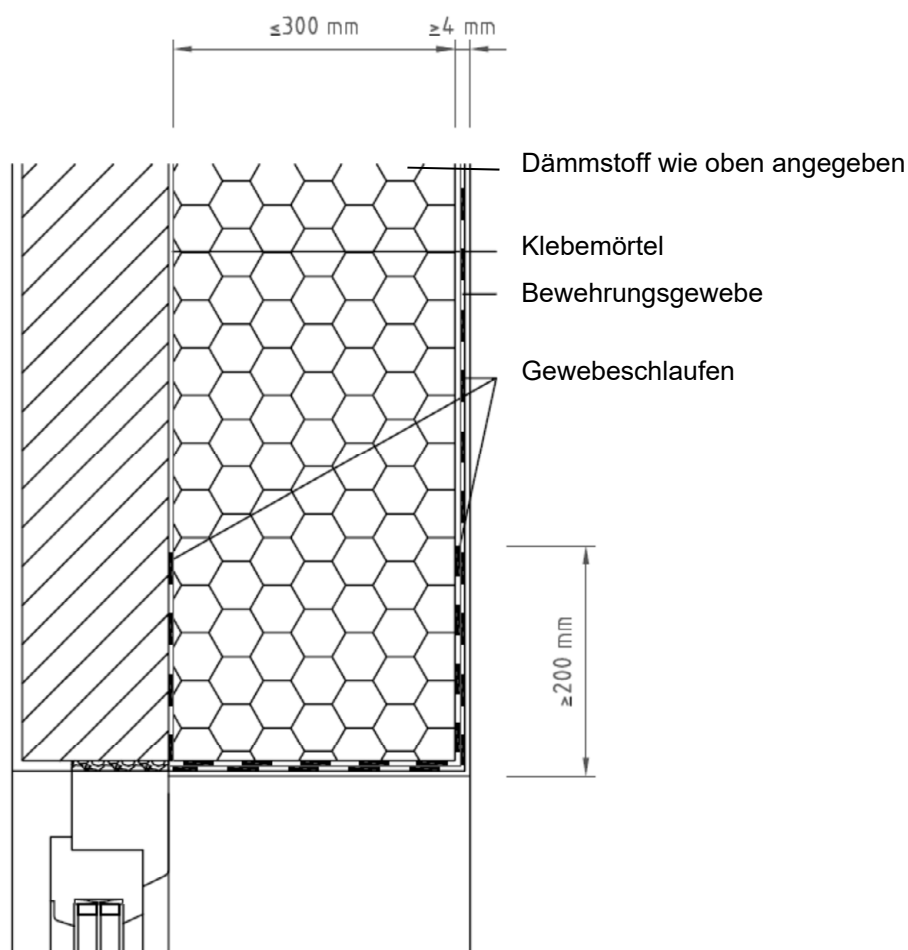 ≤300 mm
≥4 mm
Dämmstoff wie oben angegeben
Klebemörtel
Bewehrungsgewebe
Gewebeschlaufen
≥200 mm